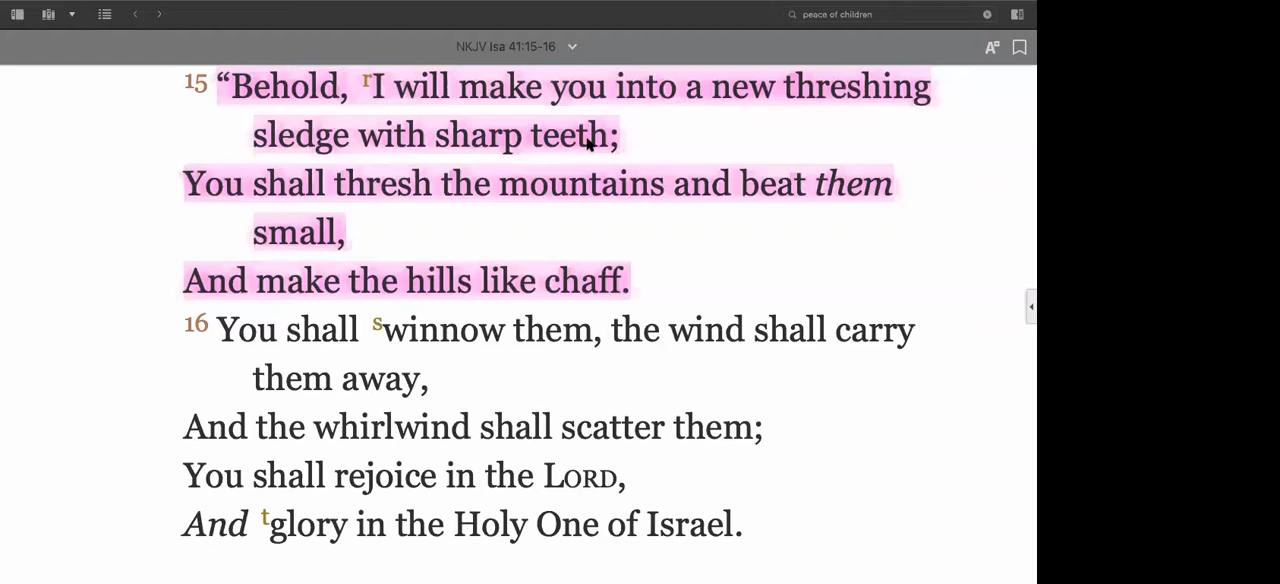 peace of children
NKJV Isa 41:15-16
15 “Behold, rI will make you into a new threshing
sledge with sharp teeth;
You shall thresh the mountains and beat them
small,
And make the hills like chaff.
16 You shall swinnow them, the wind shall carry
them away,
And the whirlwind shall scatter them;
You shall rejoice in the LORD,
And tglory in the Holy One of Israel.